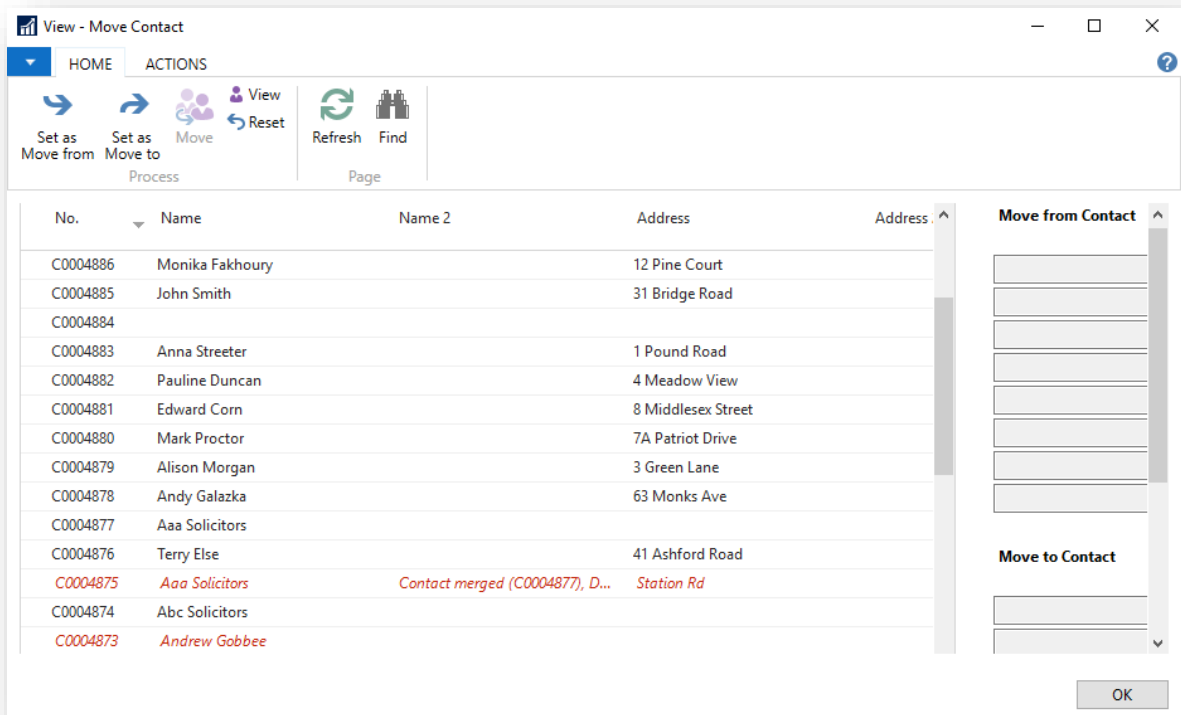 View - Move Contact
HOME ACTIONS
Set as Move from
Set as Move to
Move
View
Reset
Refresh
Find
Process
Page
No. Name Name 2 Address Address
C0004886 Monika Fakhoury 12 Pine Court
C0004885 John Smith 31 Bridge Road
C0004884
C0004883 Anna Streeter 1 Pound Road
C0004882 Pauline Duncan 4 Meadow View
C0004881 Edward Corn 8 Middlesex Street
C0004880 Mark Proctor 7A Patriot Drive
C0004879 Alison Morgan 3 Green Lane
C0004878 Andy Galazka 63 Monks Ave
C0004877 Aaa Solicitors
C0004876 Terry Else 41 Ashford Road
C0004875 Aaa Solicitors Contact merged (C0004877), D... Station Rd
C0004874 Abc Solicitors
C0004873 Andrew Gobbee
Move from Contact
Move to Contact
OK